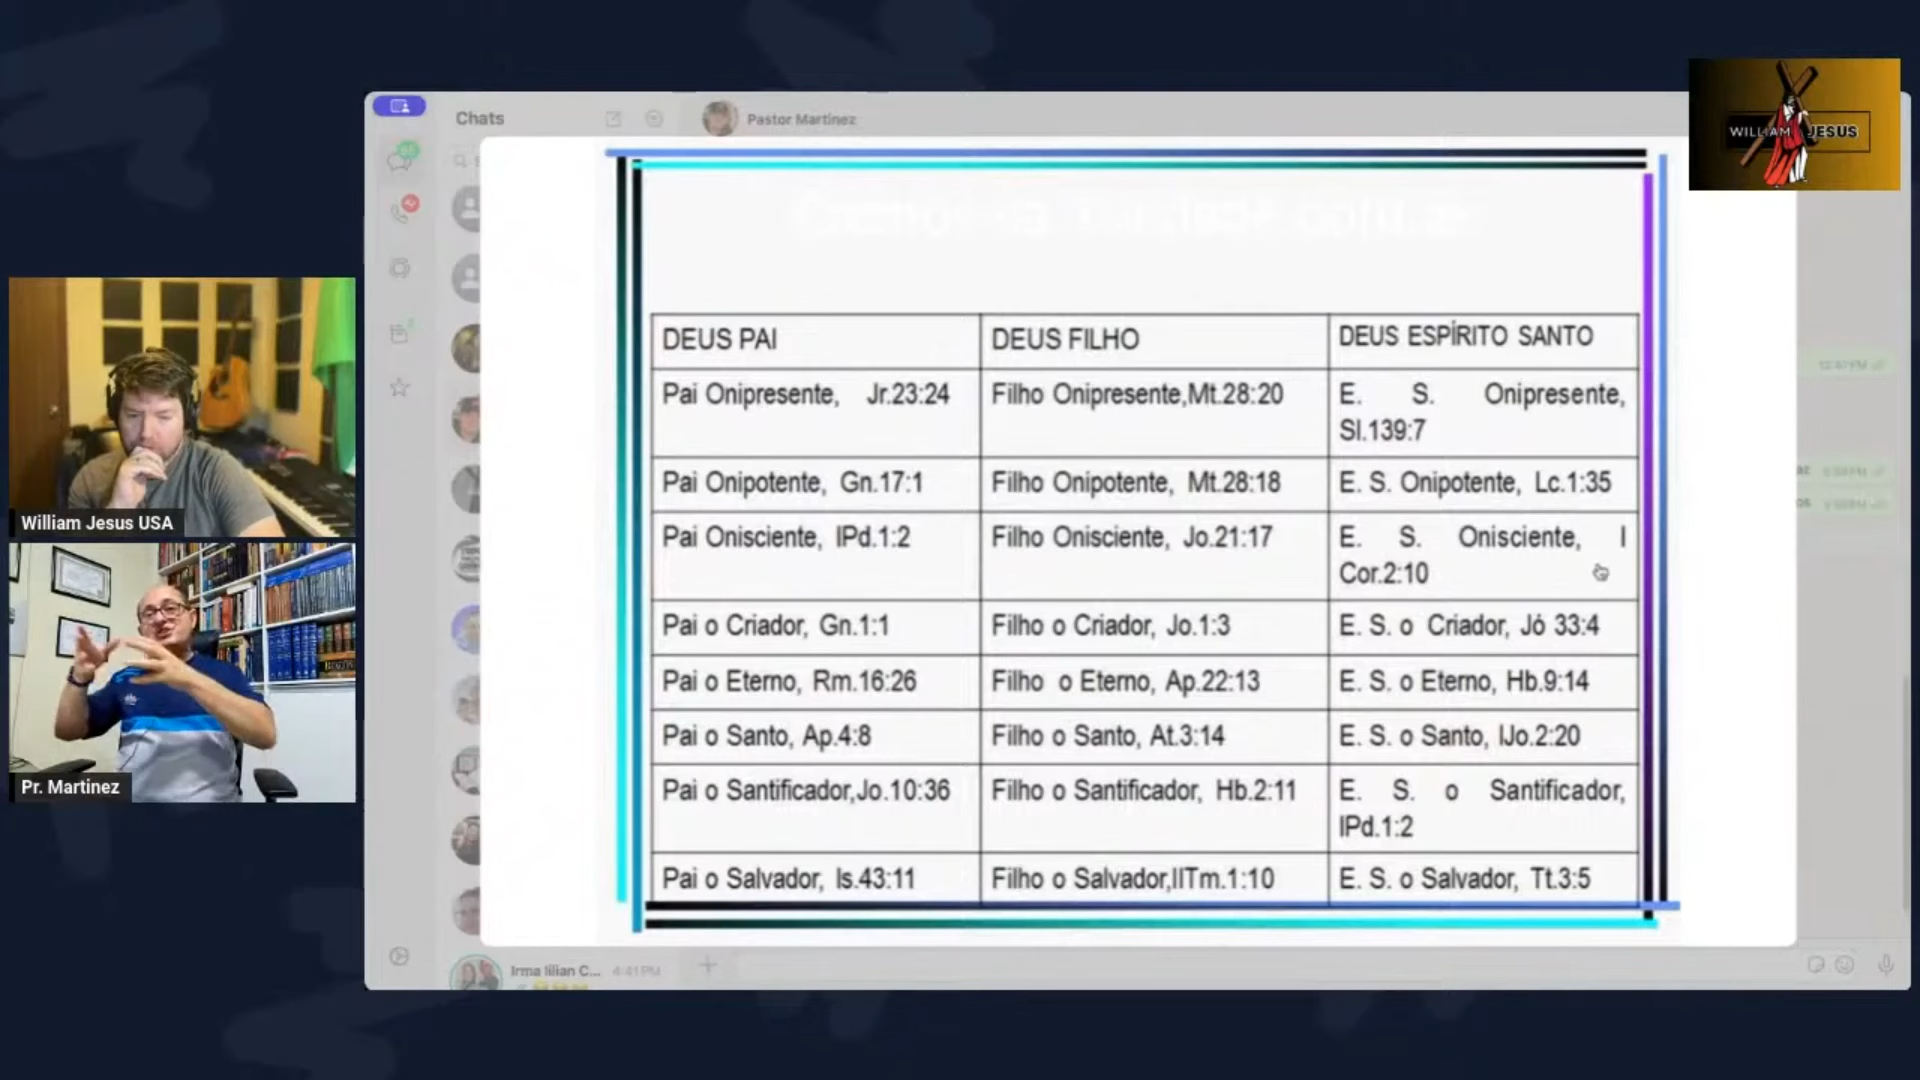 Chats
Pastor Martinez
WILLIAM JESUS
DEUS PAI
DEUS FILHO
DEUS ESPÍRITO SANTO
Pai Onipresente, Jr.23:24
Filho Onipresente,Mt.28:20
E. S. Onipresente,
Sl.139:7
Pai Onipotente, Gn.17:1
Filho Onipotente, Mt.28:18
E. S. Onipotente, Lc.1:35
Pai Onisciente, IPd.1:2
Filho Onisciente, Jo.21:17
E. S. Onisciente, I
Cor.2:10
Pai o Criador, Gn.1:1
Filho o Criador, Jo.1:3
E. S. o Criador, Jó 33:4
Pai o Eterno, Rm.16:26
Filho o Eterno, Ap.22:13
E. S. o Eterno, Hb.9:14
Pai o Santo, Ap.4:8
Filho o Santo, At.3:14
E. S. o Santo, IJo.2:20
Pai o Santificador,Jo.10:36
Filho o Santificador, Hb.2:11
E. S. o Santificador,
IPd.1:2
Pai o Salvador, Is.43:11
Filho o Salvador,IITm.1:10
E. S. o Salvador, Tt.3:5
William Jesus USA
Pr. Martinez
Irma lilian C... 4:41 PM